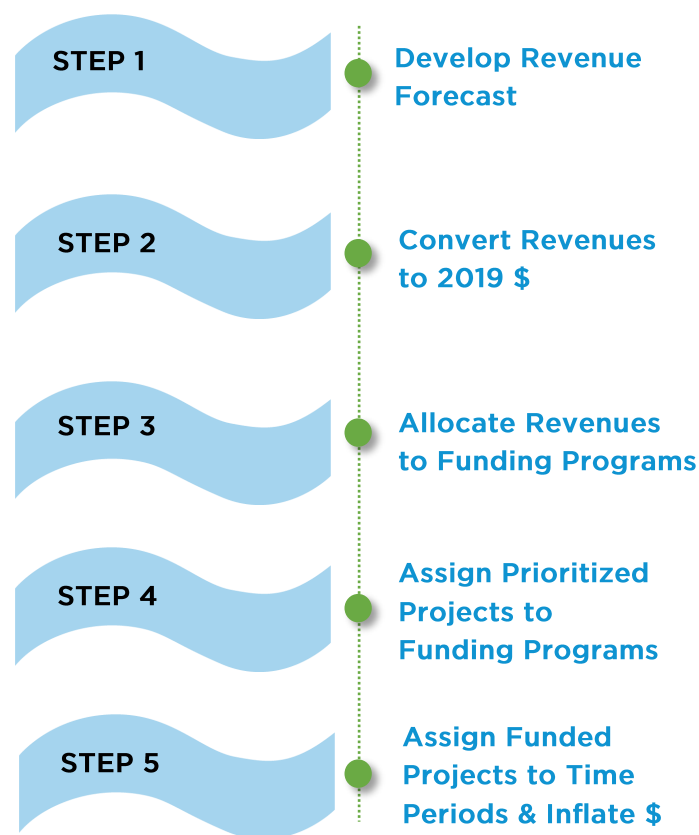 STEP 1
Develop Revenue
Forecast
STEP 2
Convert Revenues
to 2019 $
STEP 3
Allocate Revenues
to Funding Programs
STEP 4
Assign Prioritized
Projects to
Funding Programs
STEP 5
Assign Funded
Projects to Time
Periods & Inflate $